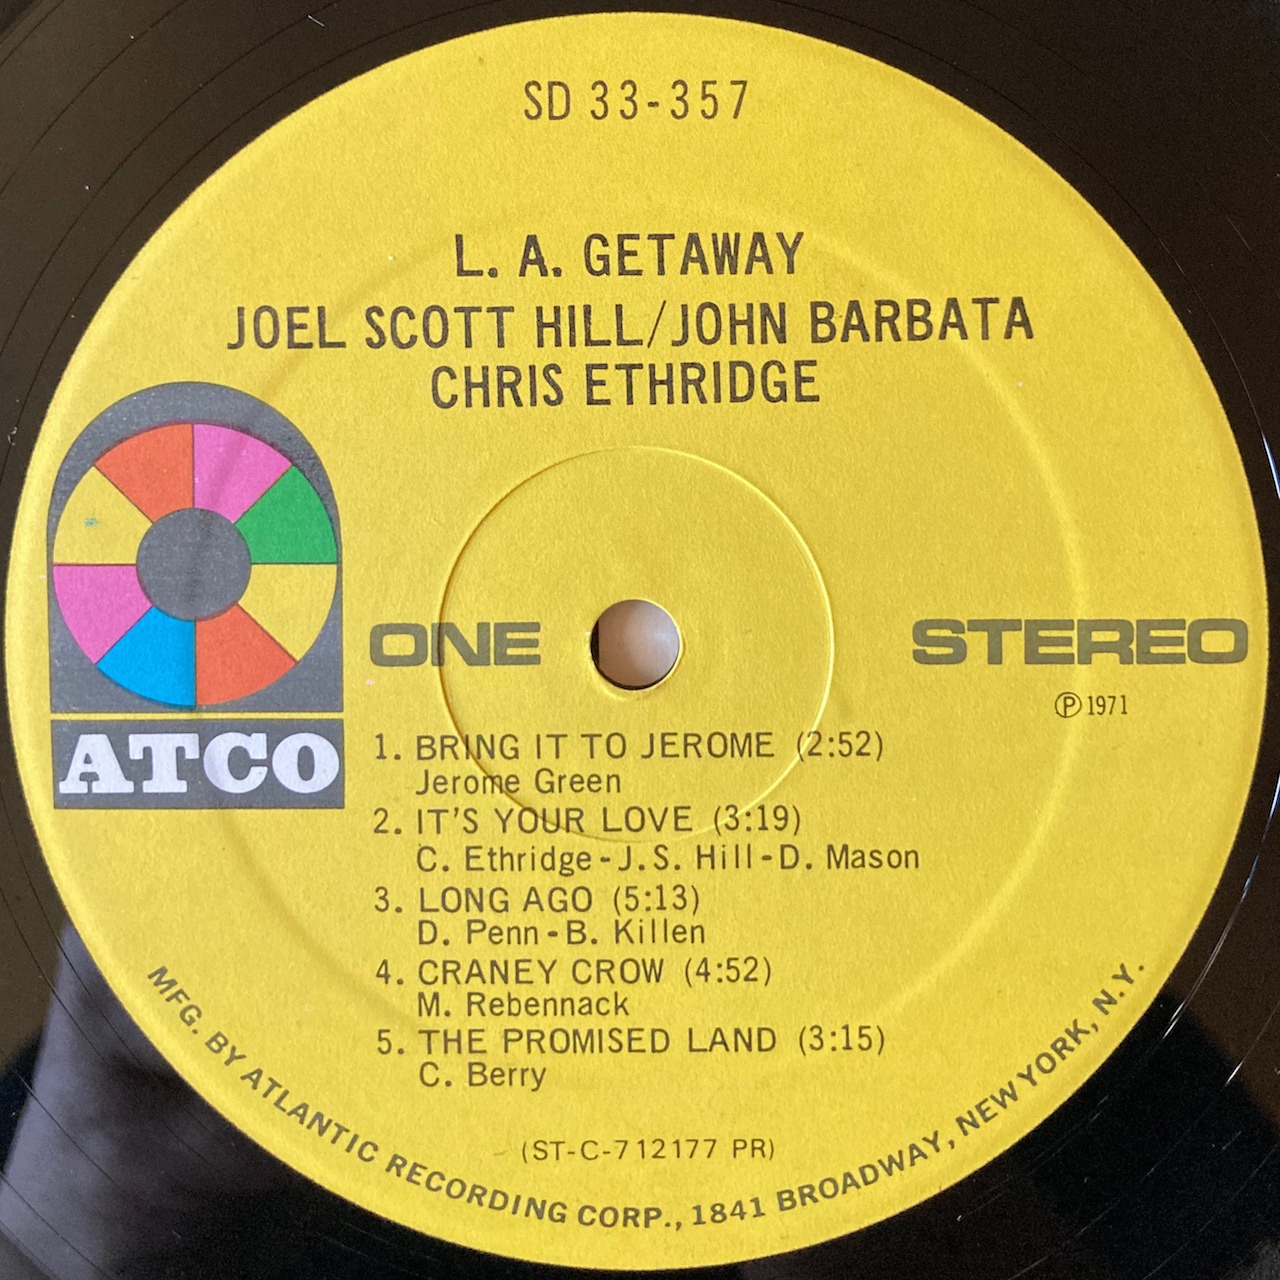 SD 33-357
L. A. GETAWAY
JOEL SCOTT HILL/JOHN BARBATA
CHRIS ETHRIDGE
ATCO
ONE
STEREO
Ⓟ 1971
1. BRING IT TO JEROME (2:52)
Jerome Green
2. IT'S YOUR LOVE (3:19)
C. Ethridge-J.S. Hill-D. Mason
3. LONG AGO (5:13)
D. Penn-B. Killen
4. CRANEY CROW (4:52)
M. Rebennack
5. THE PROMISED LAND (3:15)
C. Berry
(ST-C-712177 PR)
MFG. BY ATLANTIC RECORDING CORP., 1841 BROADWAY, NEW YORK, N.Y.